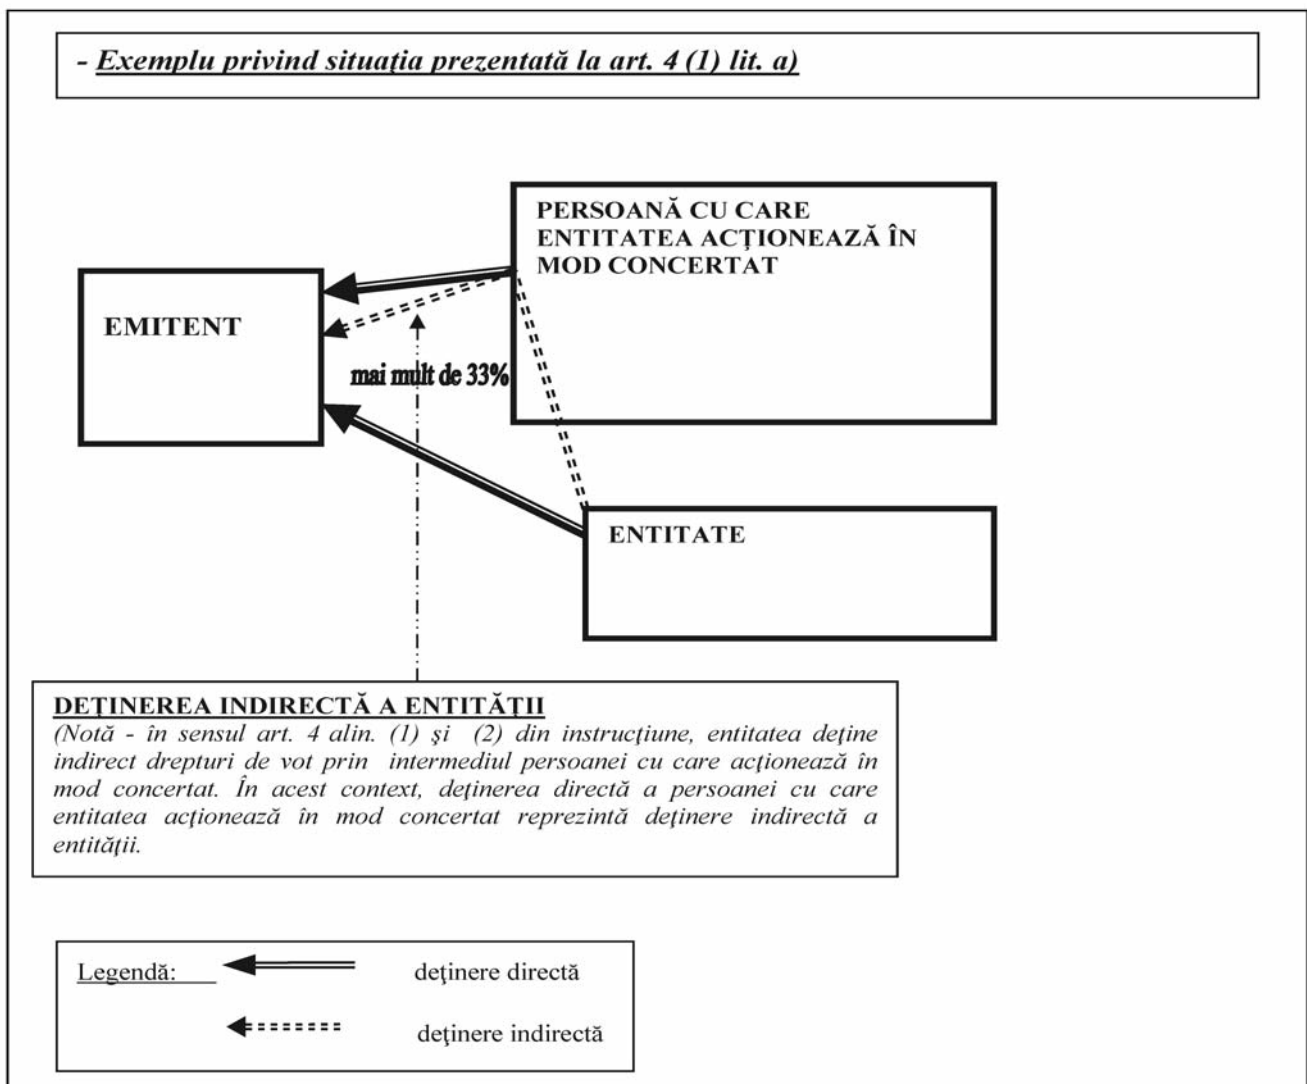 - Exemplu privind situaţia prezentată la art. 4 (1) lit. a)
PERSOANĂ CU CARE
ENTITATEA ACŢIONEAZĂ ÎN
MOD CONCERTAT
EMITENT
mai mult de 33%
ENTITATE
DEŢINEREA INDIRECTĂ A ENTITĂŢII
(Notă - în sensul art. 4 alin. (1) şi (2) din instrucţiune, entitatea deţine
indirect drepturi de vot prin intermediul persoanei cu care acţionează în
mod concertat. În acest context, deţinerea directă a persoanei cu care
entitatea acţionează în mod concertat reprezintă deţinere indirectă a
entităţii.
Legendă:
deţinere directă
deţinere indirectă